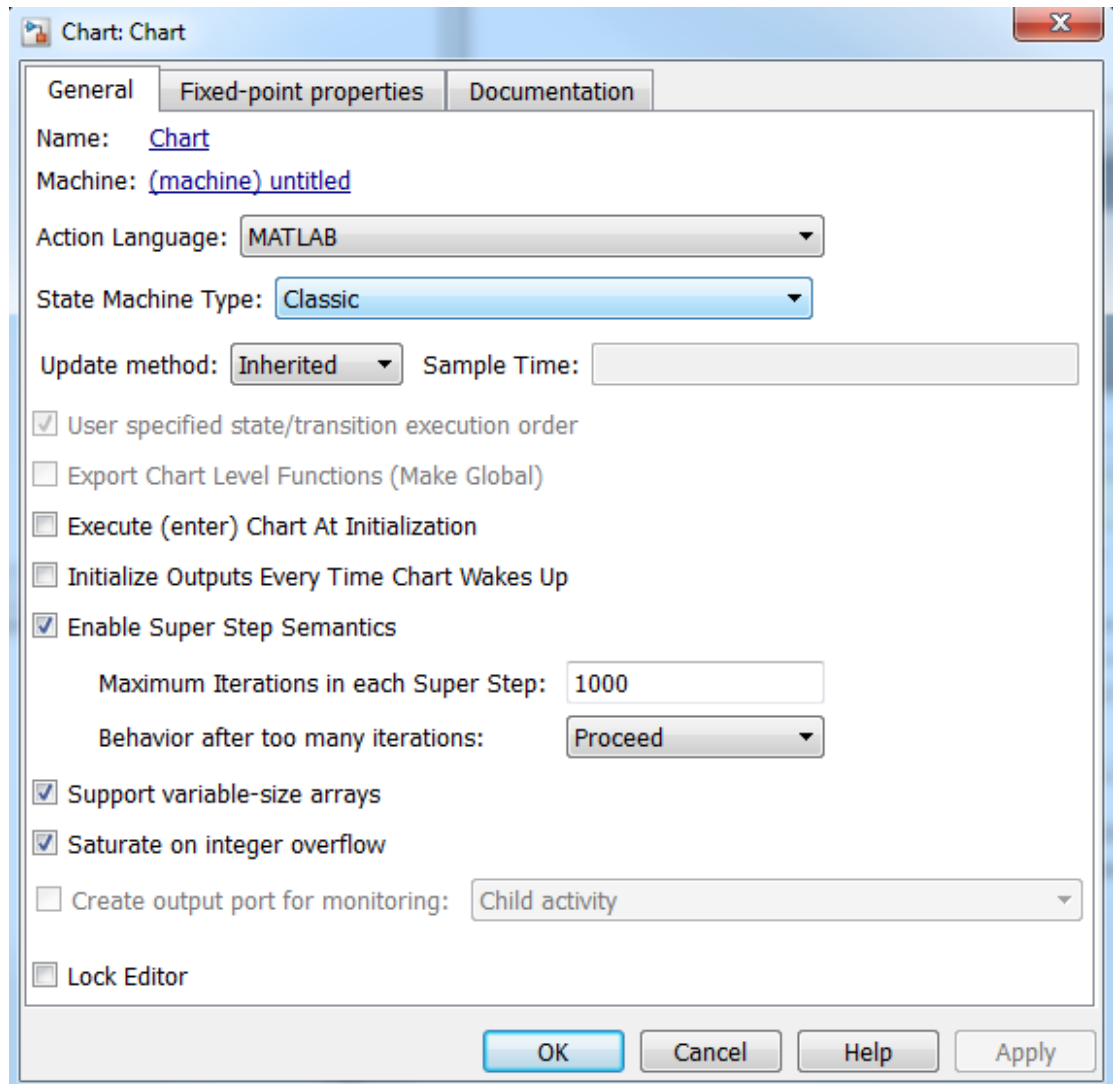 Chart: Chart
General Fixed-point properties Documentation
Name: Chart
Machine: (machine) untitled
Action Language: MATLAB
State Machine Type: Classic
Update method: Inherited Sample Time:
User specified state/transition execution order
Export Chart Level Functions (Make Global)
Execute (enter) Chart At Initialization
Initialize Outputs Every Time Chart Wakes Up
Enable Super Step Semantics
Maximum Iterations in each Super Step: 1000
Behavior after too many iterations: Proceed
Support variable-size arrays
Saturate on integer overflow
Create output port for monitoring: Child activity
Lock Editor
OK Cancel Help Apply